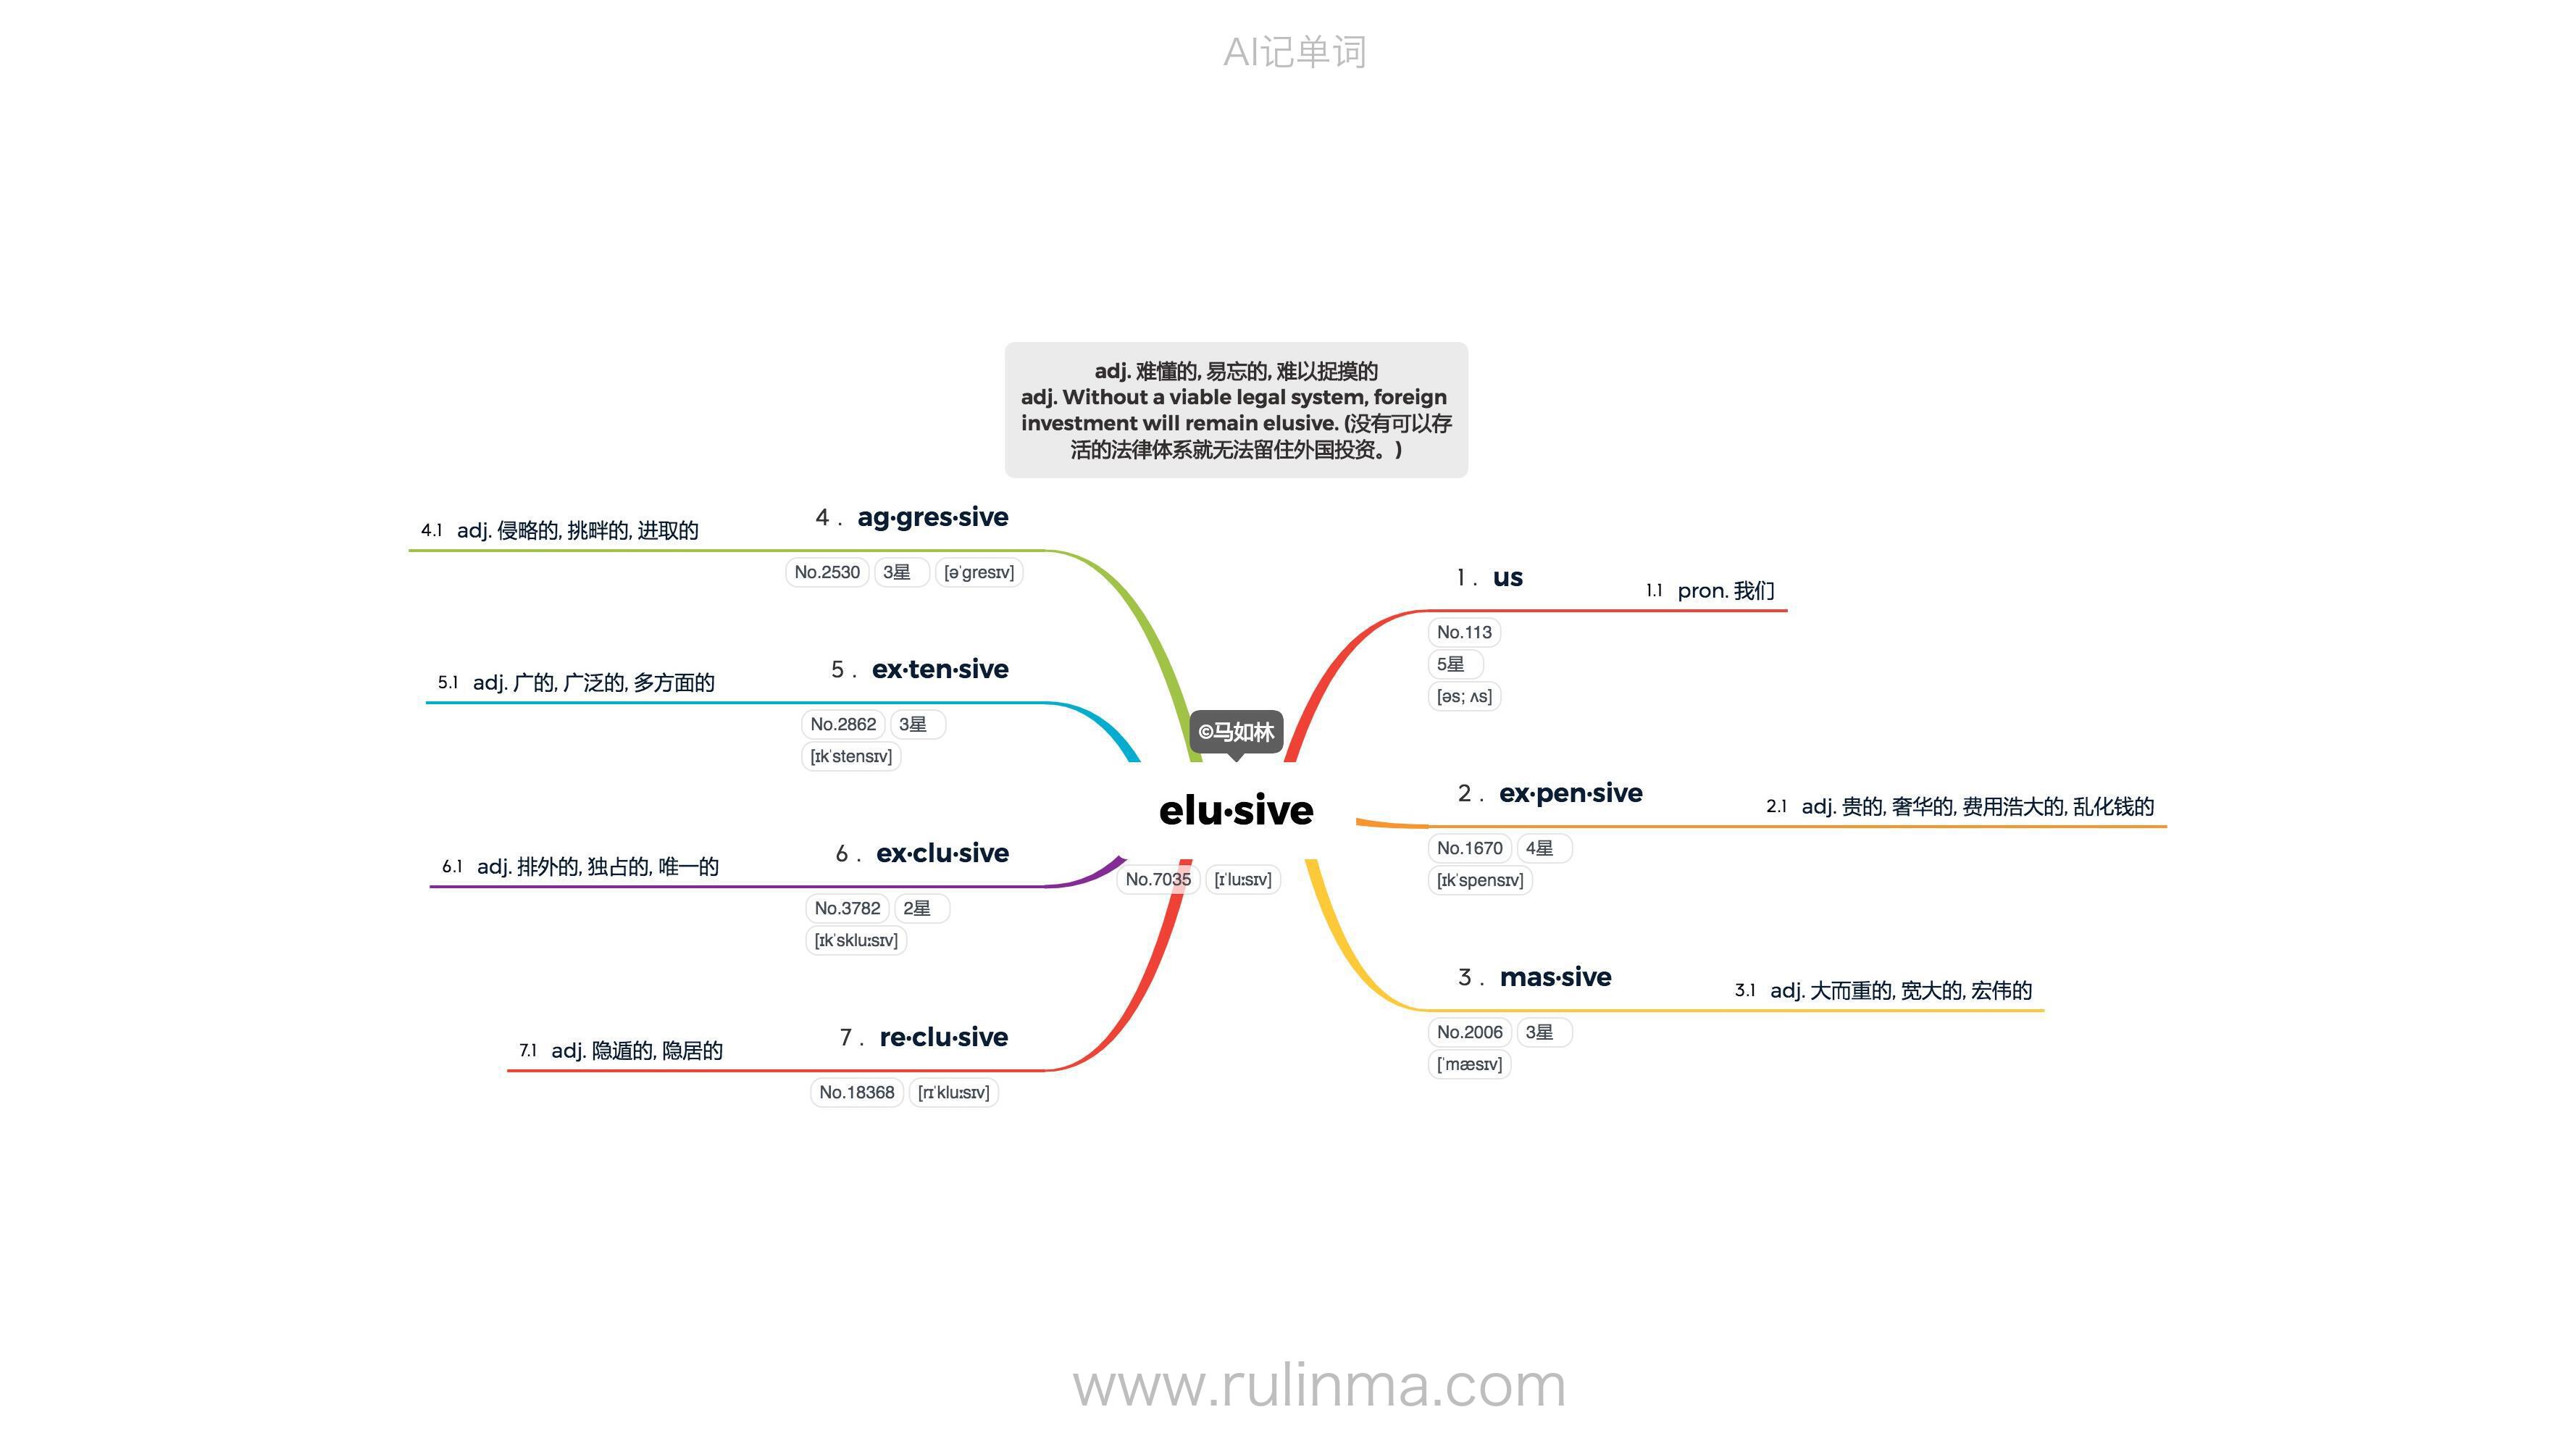 AI记单词
adj. 难懂的, 易忘的, 难以捉摸的
adj. Without a viable legal system, foreign
investment will remain elusive. (没有可以存
活的法律体系就无法留住外国投资。)
©马如林
elu·sive
No.7035 [ɪˈluːsɪv]
1 . us
No.113
5星
[əs; ʌs]
1.1 pron. 我们
2 . ex·pen·sive
No.1670 4星
[ɪkˈspensɪv]
2.1 adj. 贵的, 奢华的, 费用浩大的, 乱化钱的
3 . mas·sive
No.2006 3星
[ˈmæsɪv]
3.1 adj. 大而重的, 宽大的, 宏伟的
4 . ag·gres·sive
No.2530 3星 [əˈgresɪv]
4.1 adj. 侵略的, 挑畔的, 进取的
5 . ex·ten·sive
No.2862 3星
[ɪkˈstensɪv]
5.1 adj. 广的, 广泛的, 多方面的
6 . ex·clu·sive
No.3782 2星
[ɪkˈskluːsɪv]
6.1 adj. 排外的, 独占的, 唯一的
7 . re·clu·sive
No.18368 [rɪˈkluːsɪv]
7.1 adj. 隐遁的, 隐居的
www.rulinma.com